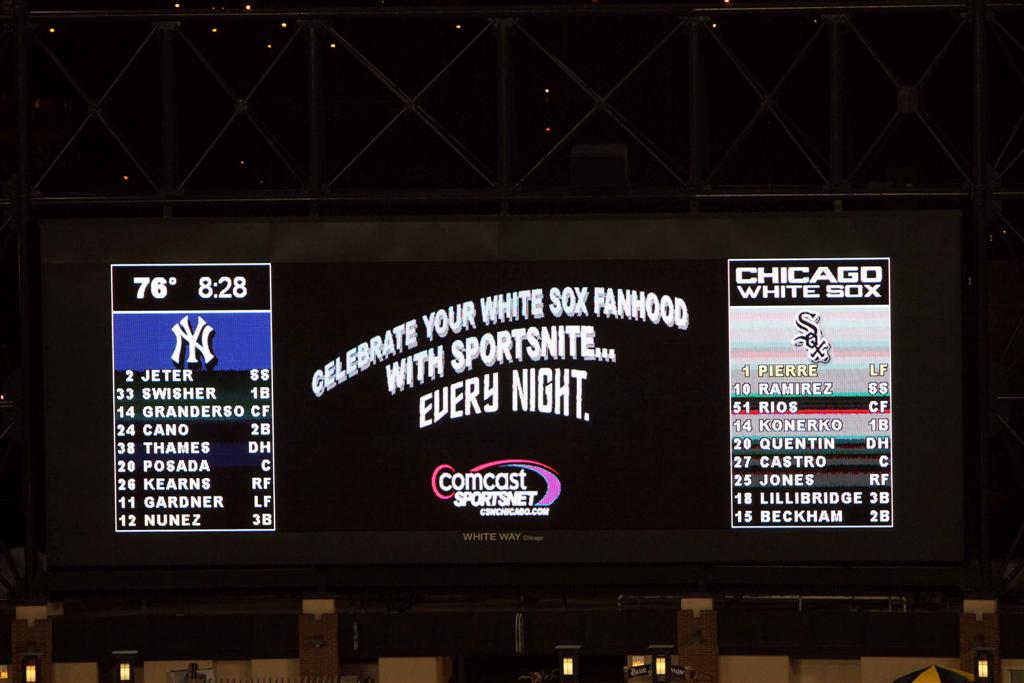 76° 8:28
NY
2 JETER SS
33 SWISHER 1B
14 GRANDERSO CF
24 CANO 2B
38 THAMES DH
20 POSADA C
26 KEARNS RF
11 GARDNER LF
12 NUNEZ 3B
CELEBRATE YOUR WHITE SOX FANHOOD
WITH SPORTSNITE...
EVERY NIGHT.
comcast
SPORTSNET
CSNCHICAGO.COM
CHICAGO
WHITE SOX
Sox
1 PIERRE LF
10 RAMIREZ SS
51 RIOS CF
14 KONERKO 1B
20 QUENTIN DH
27 CASTRO C
25 JONES RF
18 LILLIBRIDGE 3B
15 BECKHAM 2B
WHITE WAY Chicago
BLUE MOON